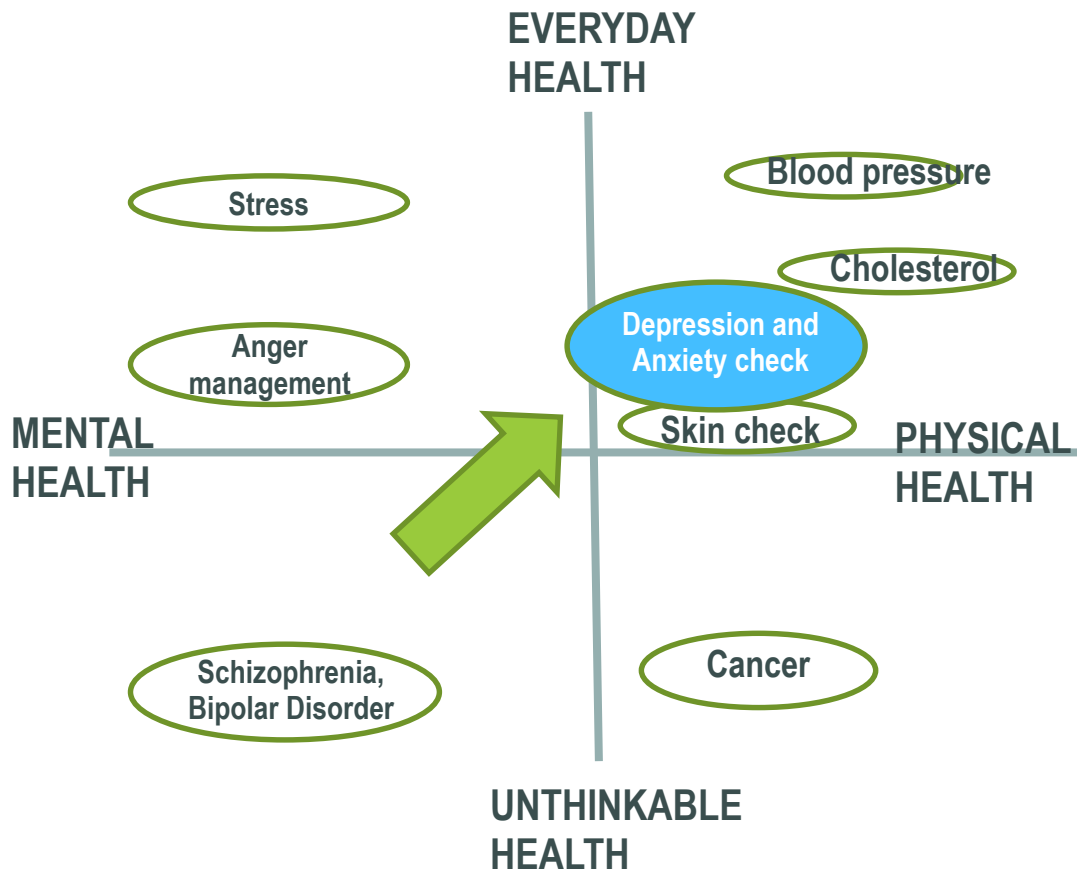 EVERYDAY
HEALTH
Blood pressure
Stress
Cholesterol
Depression and
Anxiety check
Anger
management
Skin check
MENTAL
HEALTH
PHYSICAL
HEALTH
Schizophrenia,
Bipolar Disorder
Cancer
UNTHINKABLE
HEALTH